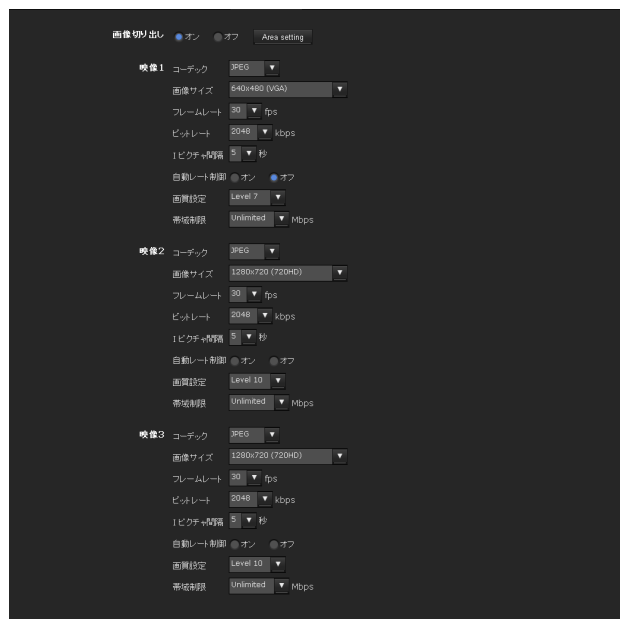 画像切り出し オン オフ Area setting
映像1 コーデック JPEG
画像サイズ 640x480 (VGA)
フレームレート 30 fps
ビットレート 2048 kbps
Iピクチャ間隔 5 秒
自動レート制御 オン オフ
画質設定 Level 7
帯域制限 Unlimited Mbps
映像2 コーデック JPEG
画像サイズ 1280x720 (720HD)
フレームレート 30 fps
ビットレート 2048 kbps
Iピクチャ間隔 5 秒
自動レート制御 オン オフ
画質設定 Level 10
帯域制限 Unlimited Mbps
映像3 コーデック JPEG
画像サイズ 1280x720 (720HD)
フレームレート 30 fps
ビットレート 2048 kbps
Iピクチャ間隔 5 秒
自動レート制御 オン オフ
画質設定 Level 10
帯域制限 Unlimited Mbps